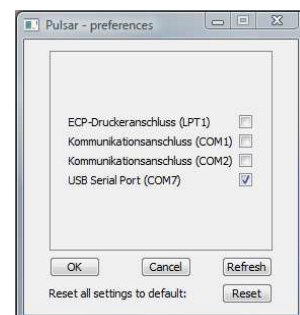 Pulsar - preferences
ECP-Druckeranschluss (LPT1)
Kommunikationsanschluss (COM1)
Kommunikationsanschluss (COM2)
USB Serial Port (COM7)
OK Cancel Refresh
Reset all settings to default: Reset